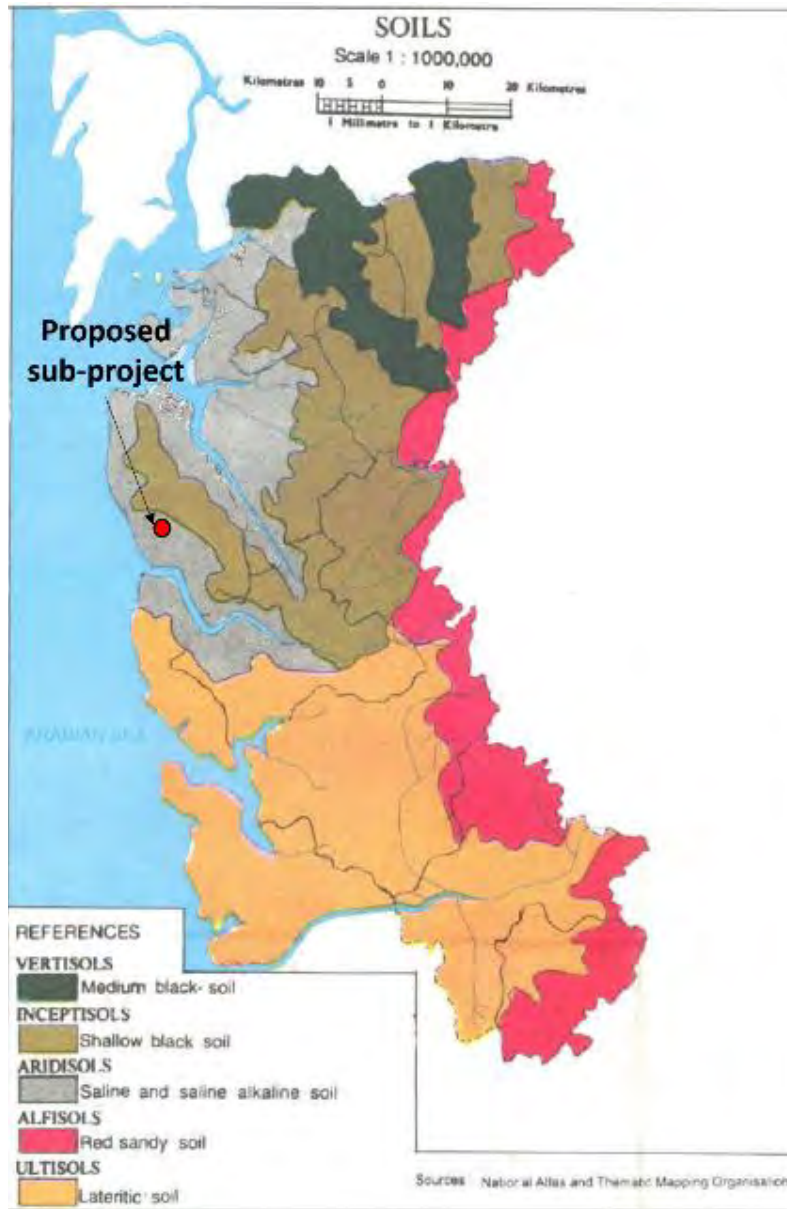 SOILS
Scale 1 : 1000,000
Kilometres 10 5 0 10 20 Kilometres
1 Millimetre to 1 Kilometre
Proposed
sub-project
ARABIAN SEA
REFERENCES
VERTISOLS
Medium black- soil
INCEPTISOLS
Shallow black soil
ARIDISOLS
Saline and saline alkaline soil
ALFISOLS
Red sandy soil
ULTISOLS
Lateritic soil
Sources National Atlas and Thematic Mapping Organisation